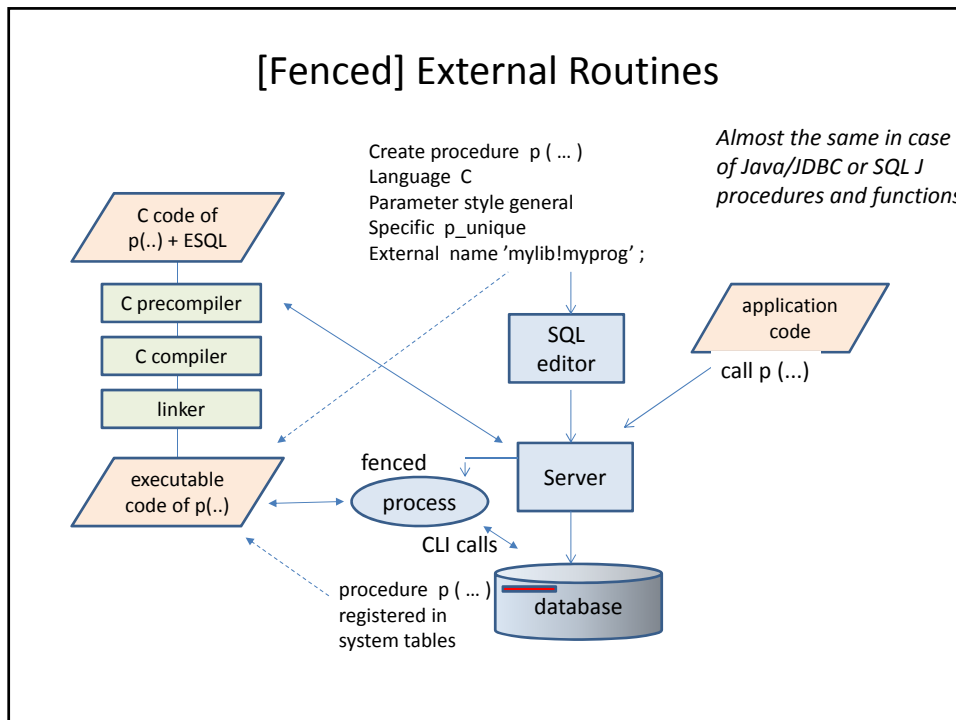 [Fenced] External Routines
Almost the same in case
of Java/JDBC or SQL J
procedures and functions
Create procedure p ( … )
Language C
Parameter style general
Specific p_unique
External name ’mylib!myprog’ ;
C code of
p(..) + ESQL
C precompiler
C compiler
linker
executable
code of p(..)
SQL
editor
application
code
call p (...)
fenced
process
Server
CLI calls
procedure p ( … )
registered in
system tables
database